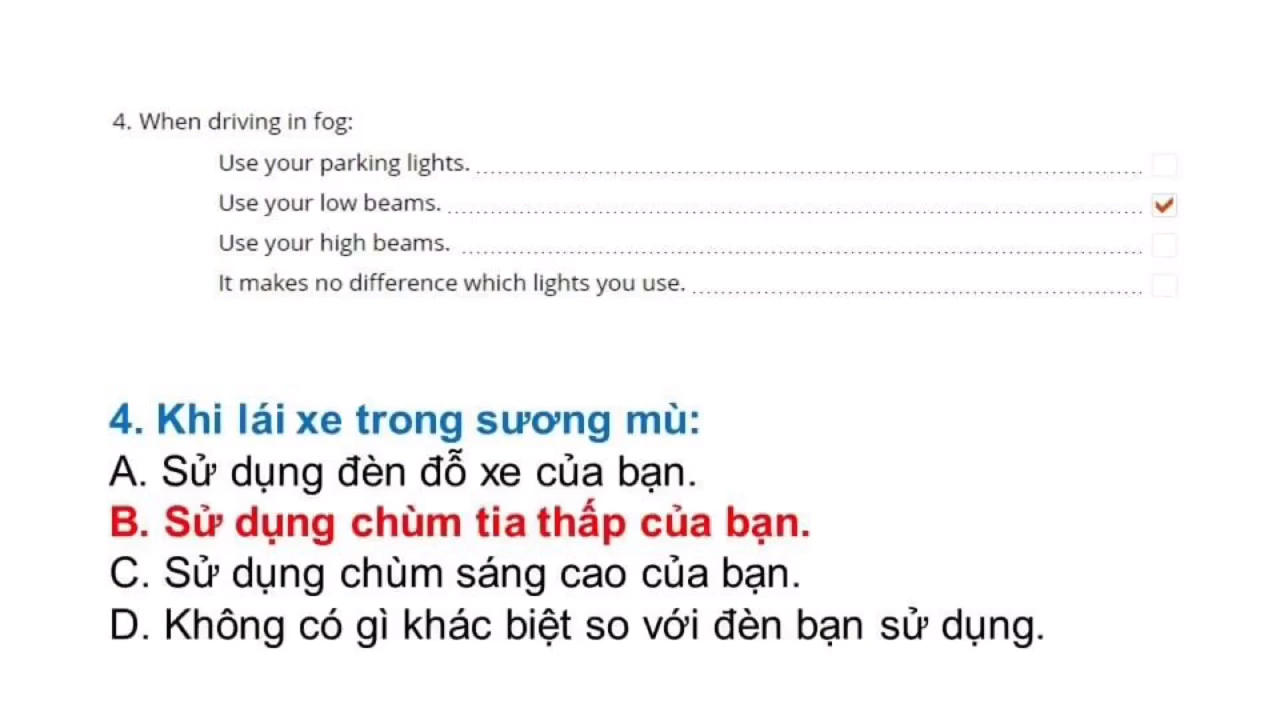 4. When driving in fog:
Use your parking lights.
Use your low beams.
Use your high beams.
It makes no difference which lights you use.
4. Khi lái xe trong sương mù:
A. Sử dụng đèn đỗ xe của bạn.
B. Sử dụng chùm tia thấp của bạn.
C. Sử dụng chùm sáng cao của bạn.
D. Không có gì khác biệt so với đèn bạn sử dụng.